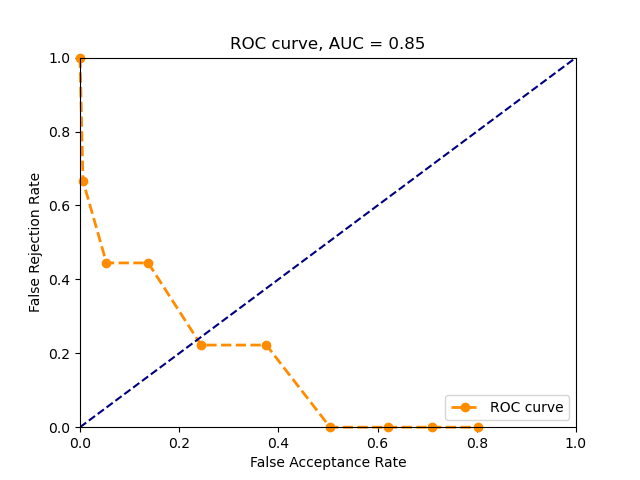 ROC curve, AUC = 0.85
1.0
0.8
0.6
0.4
0.2
0.0
False Rejection Rate
ROC curve
0.0 0.2 0.4 0.6 0.8 1.0
False Acceptance Rate